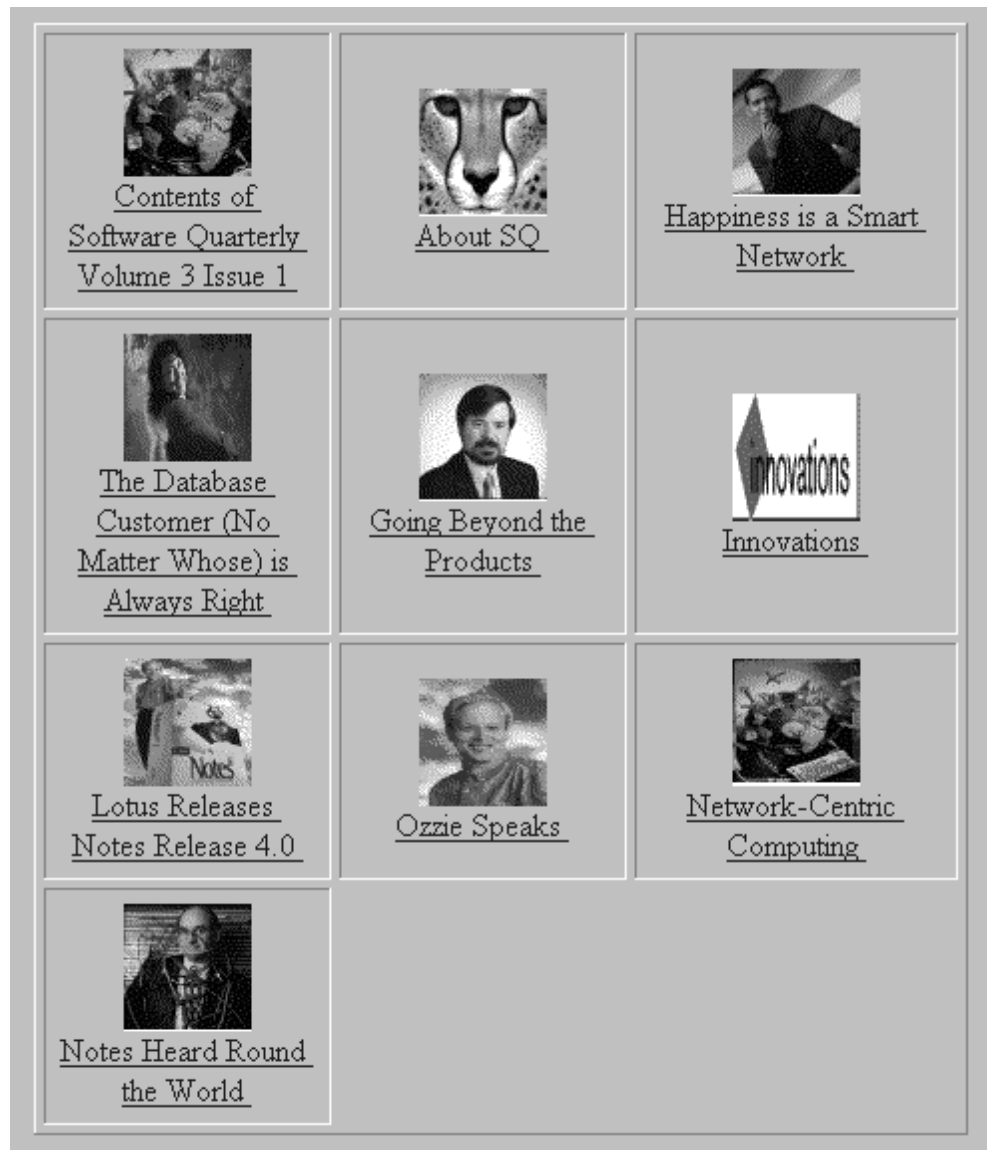 Contents of
Software Quarterly
Volume 3 Issue 1
About SQ
Happiness is a Smart
Network
The Database
Customer (No
Matter Whose) is
Always Right
Going Beyond the
Products
innovations
Innovations
Notes
Lotus Releases
Notes Release 4.0
Ozzie Speaks
Network-Centric
Computing
Notes Heard Round
the World